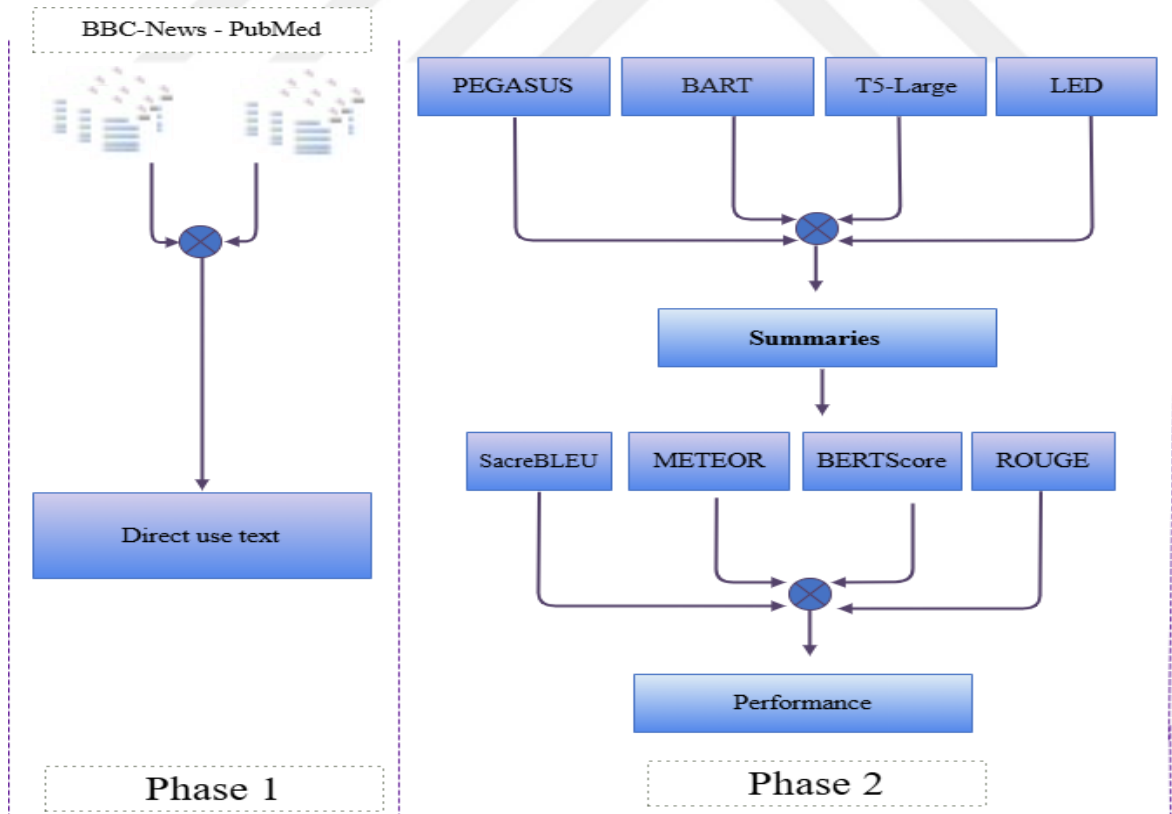 BBC-News - PubMed
Direct use text
Phase 1
PEGASUS
BART
T5-Large
LED
Summaries
SacreBLEU
METEOR
BERTScore
ROUGE
Performance
Phase 2